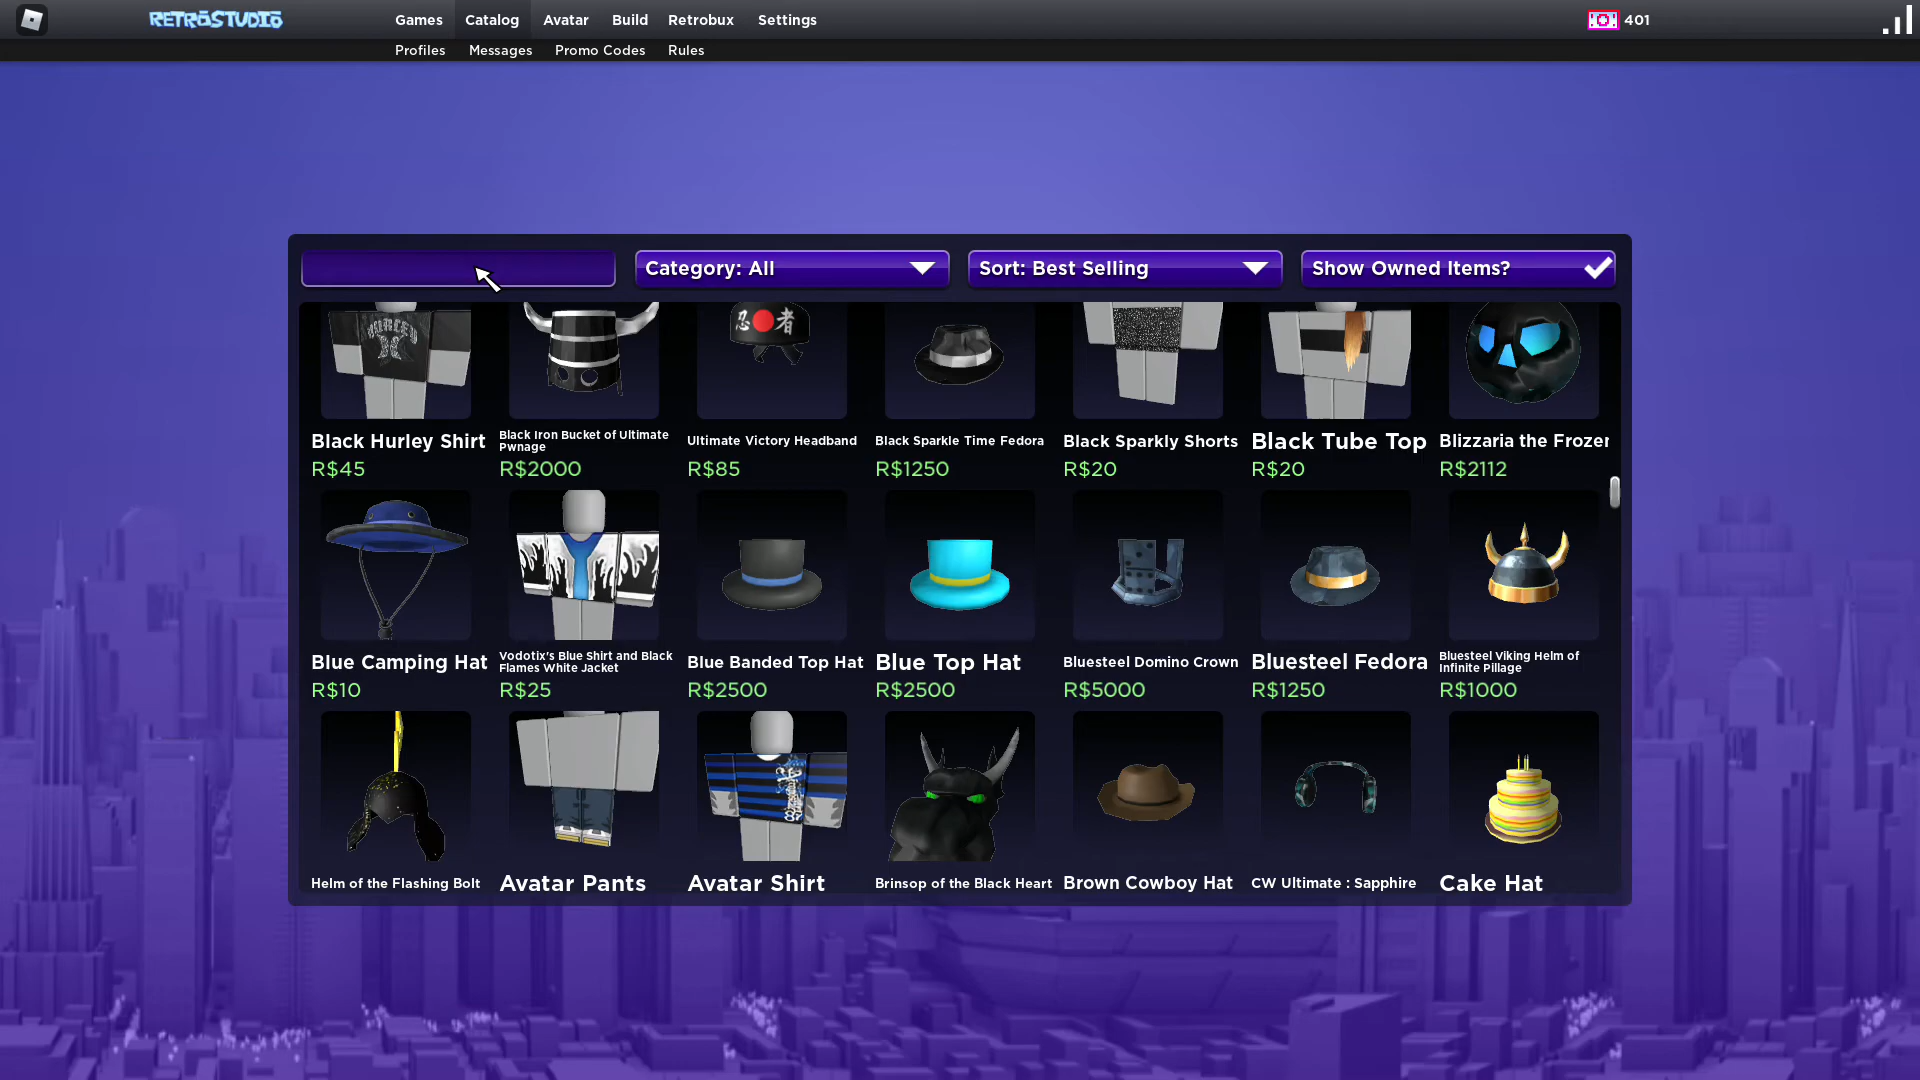 RETROSTUDIO
Games
Catalog
Avatar
Build
Retrobux
Settings
401
Profiles
Messages
Promo Codes
Rules
Category: All
Sort: Best Selling
Show Owned Items?
HURLEY
忍 者
Black Hurley Shirt
R$45
Black Iron Bucket of Ultimate
Pwnage
R$2000
Ultimate Victory Headband
R$85
Black Sparkle Time Fedora
R$1250
Black Sparkly Shorts
R$20
Black Tube Top
R$20
Blizzaria the Frozen
R$2112
Blue Camping Hat
R$10
Vodotix's Blue Shirt and Black
Flames White Jacket
R$25
Blue Banded Top Hat
R$2500
Blue Top Hat
R$2500
Bluesteel Domino Crown
R$5000
Bluesteel Fedora
R$1250
Bluesteel Viking Helm of
Infinite Pillage
R$1000
Helm of the Flashing Bolt
Avatar Pants
Avatar Shirt
Brinsop of the Black Heart
Brown Cowboy Hat
CW Ultimate : Sapphire
Cake Hat